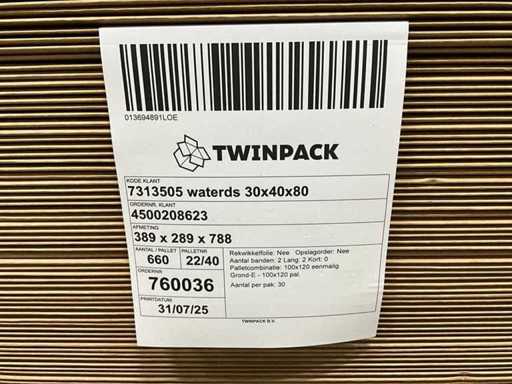 013694891LOE
TWINPACK
KODE KLANT
7313505 waterds 30x40x80
ORDERNR. KLANT
4500208623
AFMETING
389 x 289 x 788
AANTAL / PALLET PALLETNR
660 22/40
ORDERNR
760036
PRINTDATUM
31/07/25
Rekwikkelfolie: Nee Opslagorder: Nee
Aantal banden: 2 Lang: 2 Kort: 0
Palletcombinatie: 100x120 eenmalig
Grond-E - 100x120 pal.
Aantal per pak: 30
TWINPACK B.V.